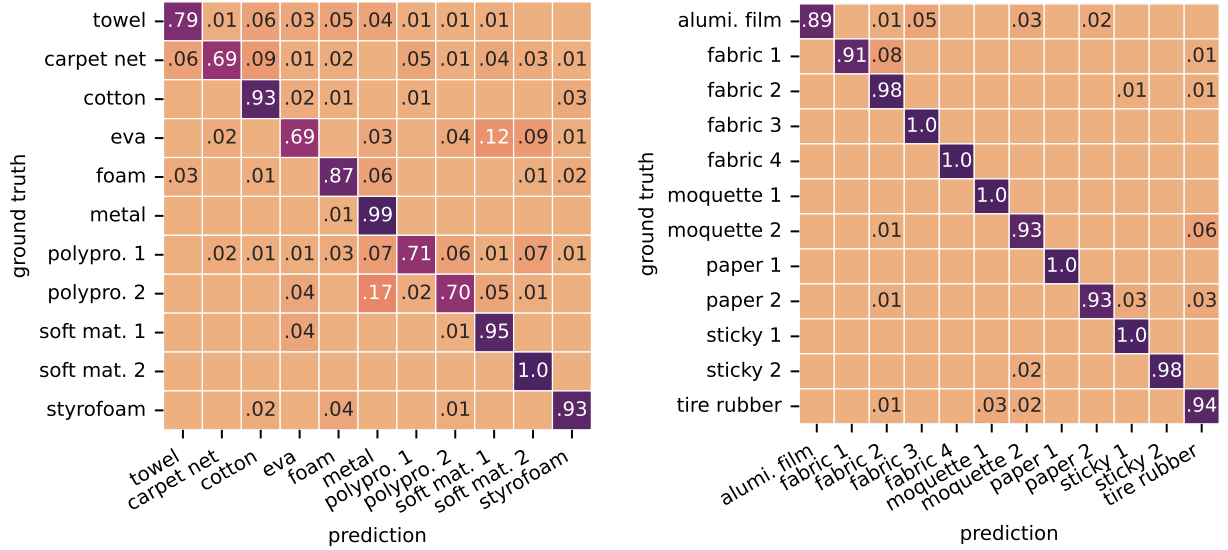 towel .79 .01 .06 .03 .05 .04 .01 .01 .01
carpet net .06 .69 .09 .01 .02 .05 .01 .04 .03 .01
cotton .93 .02 .01 .01 .03
eva .02 .69 .03 .04 .12 .09 .01
foam .03 .01 .87 .06 .01 .02
metal .01 .99
polypro. 1 .02 .01 .01 .03 .07 .71 .06 .01 .07 .01
polypro. 2 .04 .17 .02 .70 .05 .01
soft mat. 1 .04 .01 .95
soft mat. 2 1.0
styrofoam .02 .04 .01 .93
ground truth
towel carpet net cotton eva foam metal polypro. 1 polypro. 2 soft mat. 1 soft mat. 2 styrofoam
prediction
alumi. film .89 .01 .05 .03 .02
fabric 1 .91 .08 .01
fabric 2 .98 .01 .01
fabric 3 1.0
fabric 4 1.0
moquette 1 1.0
moquette 2 .01 .93 .06
paper 1 1.0
paper 2 .01 .93 .03 .03
sticky 1 1.0
sticky 2 .02 .98
tire rubber .01 .03 .02 .94
ground truth
alumi. film fabric 1 fabric 2 fabric 3 fabric 4 moquette 1 moquette 2 paper 1 paper 2 sticky 1 sticky 2 tire rubber
prediction